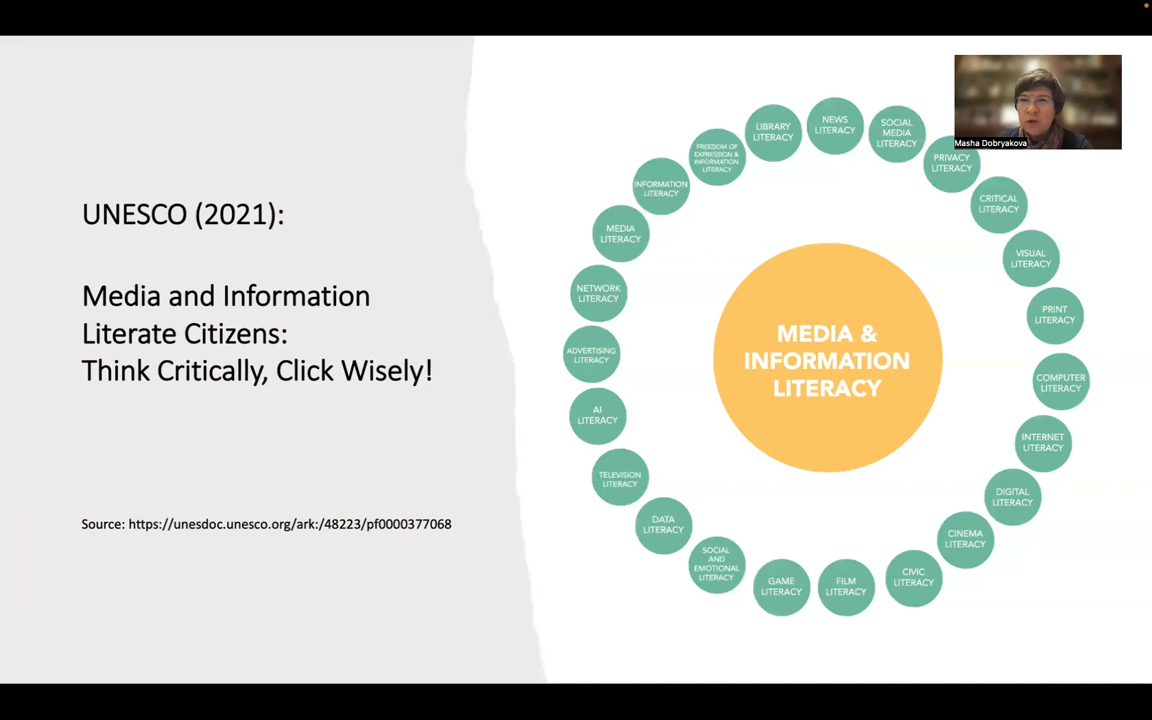 UNESCO (2021):
Media and Information
Literate Citizens:
Think Critically, Click Wisely!
Source: https://unesdoc.unesco.org/ark:/48223/pf0000377068
MEDIA &
INFORMATION
LITERACY
NEWS
LITERACY
SOCIAL
MEDIA
LITERACY
PRIVACY
LITERACY
CRITICAL
LITERACY
VISUAL
LITERACY
PRINT
LITERACY
COMPUTER
LITERACY
INTERNET
LITERACY
DIGITAL
LITERACY
CINEMA
LITERACY
CIVIC
LITERACY
FILM
LITERACY
GAME
LITERACY
SOCIAL
AND
EMOTIONAL
LITERACY
DATA
LITERACY
TELEVISION
LITERACY
AI
LITERACY
ADVERTISING
LITERACY
NETWORK
LITERACY
MEDIA
LITERACY
INFORMATION
LITERACY
FREEDOM OF
EXPRESSION &
INFORMATION
LITERACY
LIBRARY
LITERACY
Masha Dobryakova